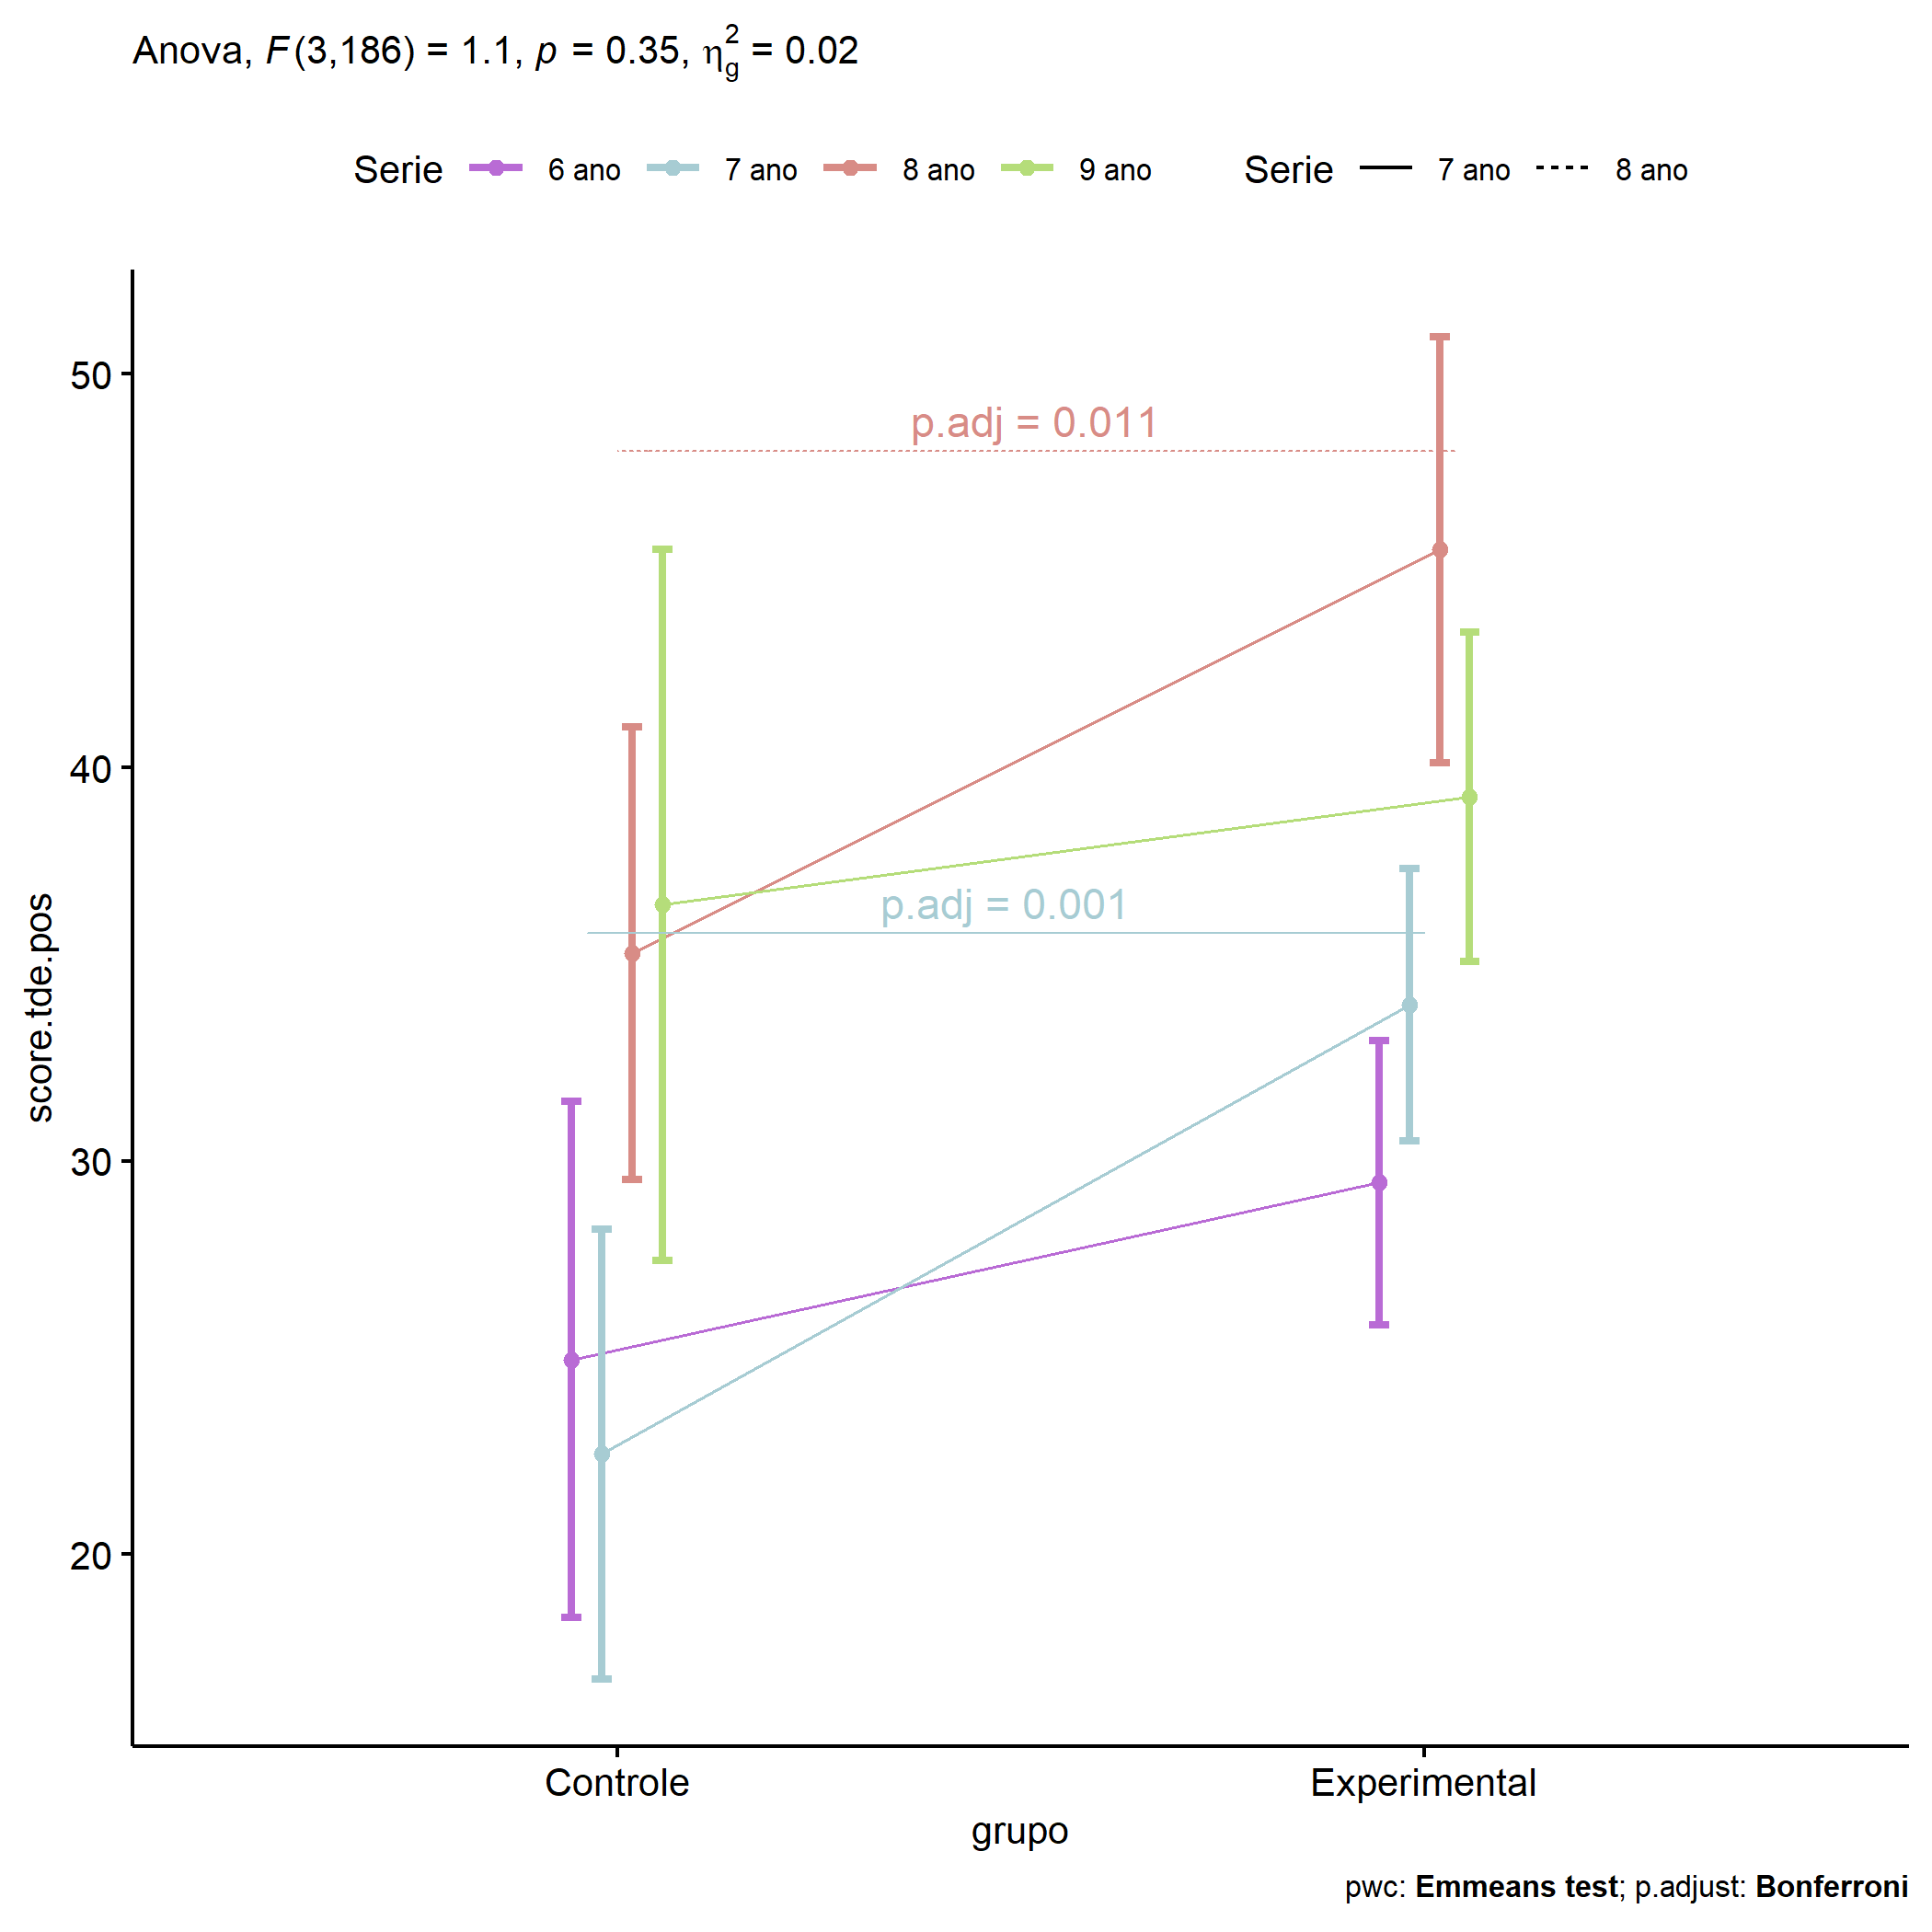 Anova, F(3,186) = 1.1, p = 0.35, η²g = 0.02
Serie 6 ano 7 ano 8 ano 9 ano Serie 7 ano 8 ano
50
40
30
20
score.tde.pos
p.adj = 0.011
p.adj = 0.001
Controle Experimental
grupo
pwc: Emmeans test; p.adjust: Bonferroni